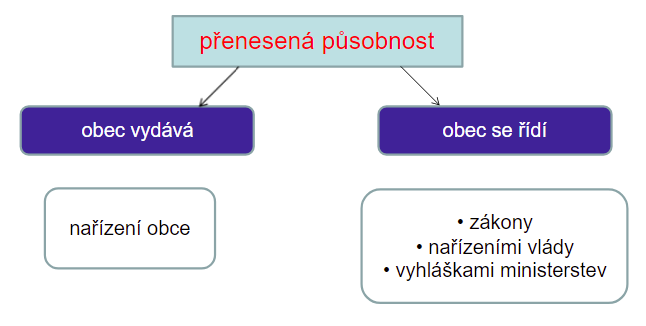 přenesená působnost
obec vydává
obec se řídí
nařízení obce
• zákony
• nařízeními vlády
• vyhláškami ministerstev